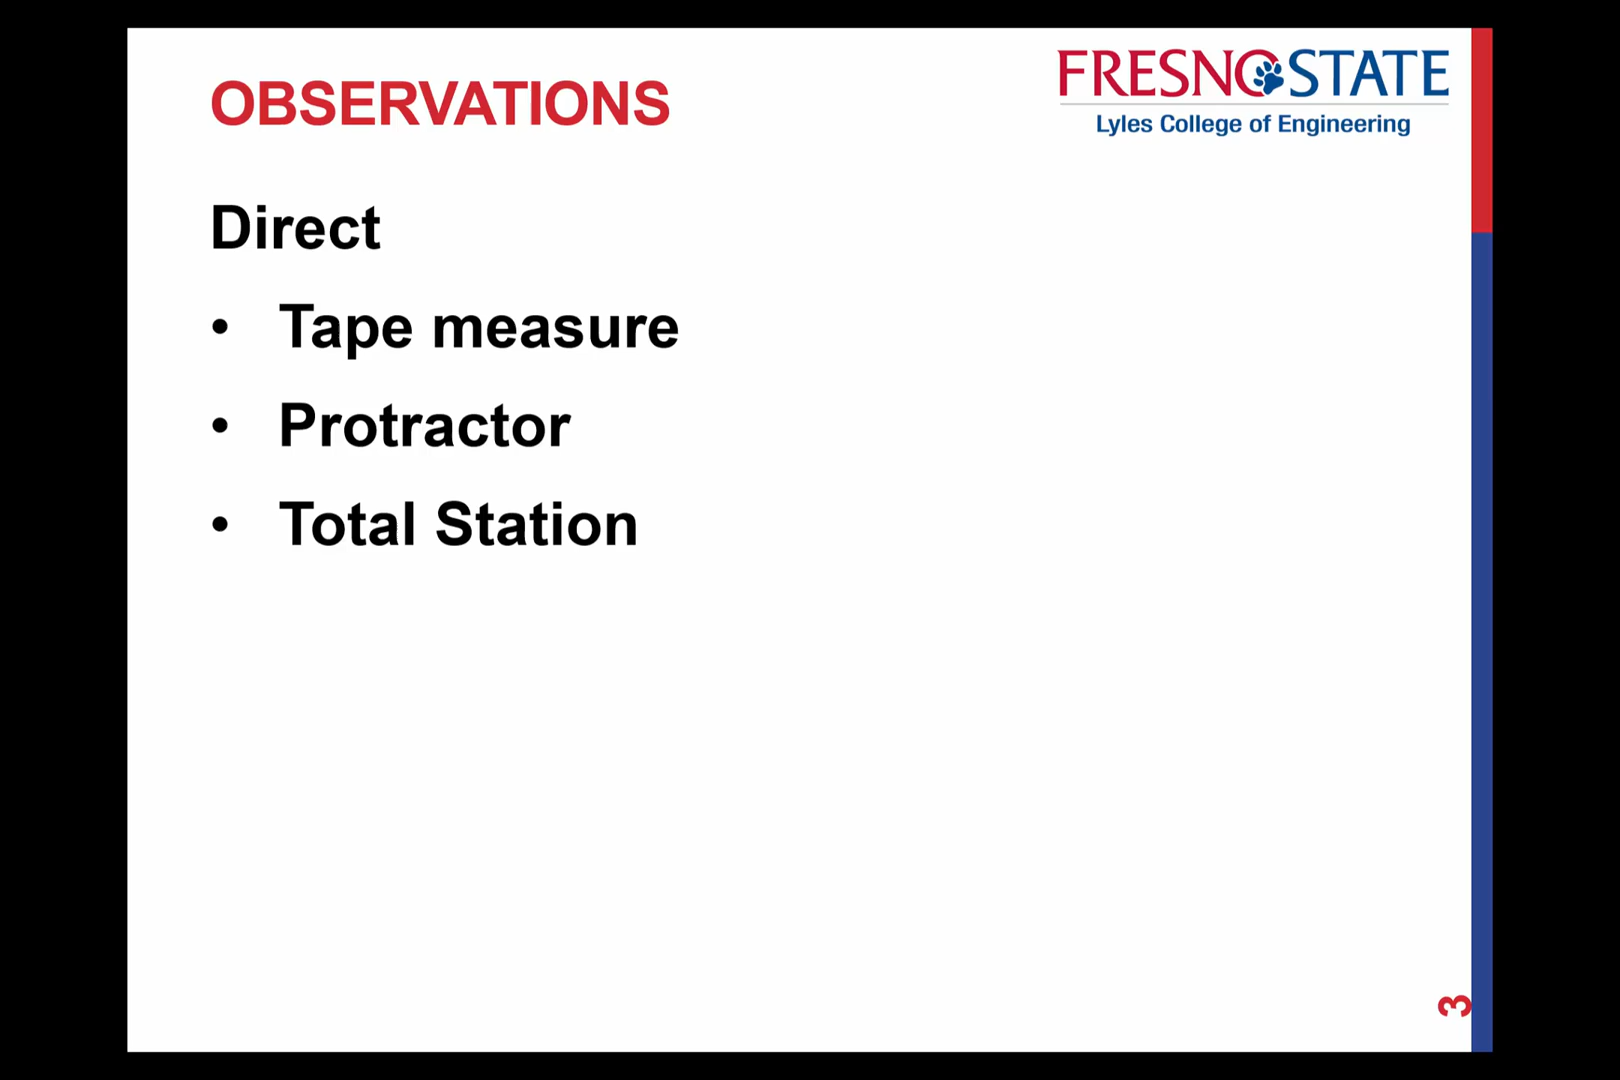 OBSERVATIONS
FRESNO STATE
Lyles College of Engineering
Direct
• Tape measure
• Protractor
• Total Station
3